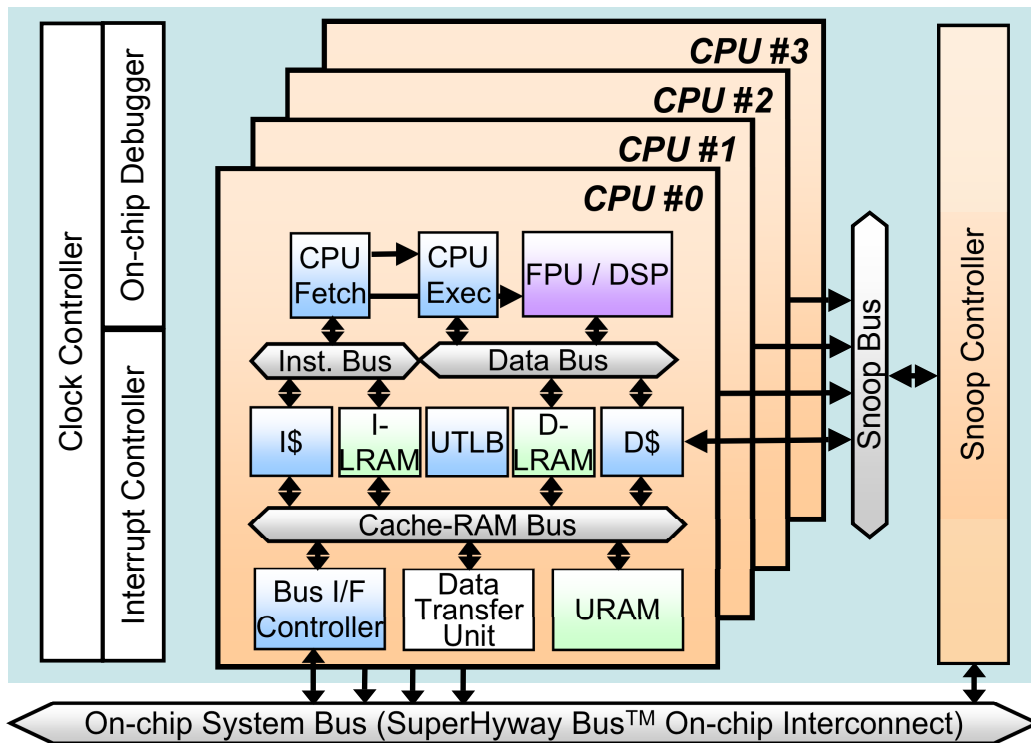 Clock Controller
On-chip Debugger
Interrupt Controller
CPU #3
CPU #2
CPU #1
CPU #0
CPU
Fetch
CPU
Exec
FPU / DSP
Inst. Bus
Data Bus
I$
I-
LRAM
UTLB
D-
LRAM
D$
Cache-RAM Bus
Bus I/F
Controller
Data
Transfer
Unit
URAM
Snoop Bus
Snoop Controller
On-chip System Bus (SuperHyway Bus™ On-chip Interconnect)